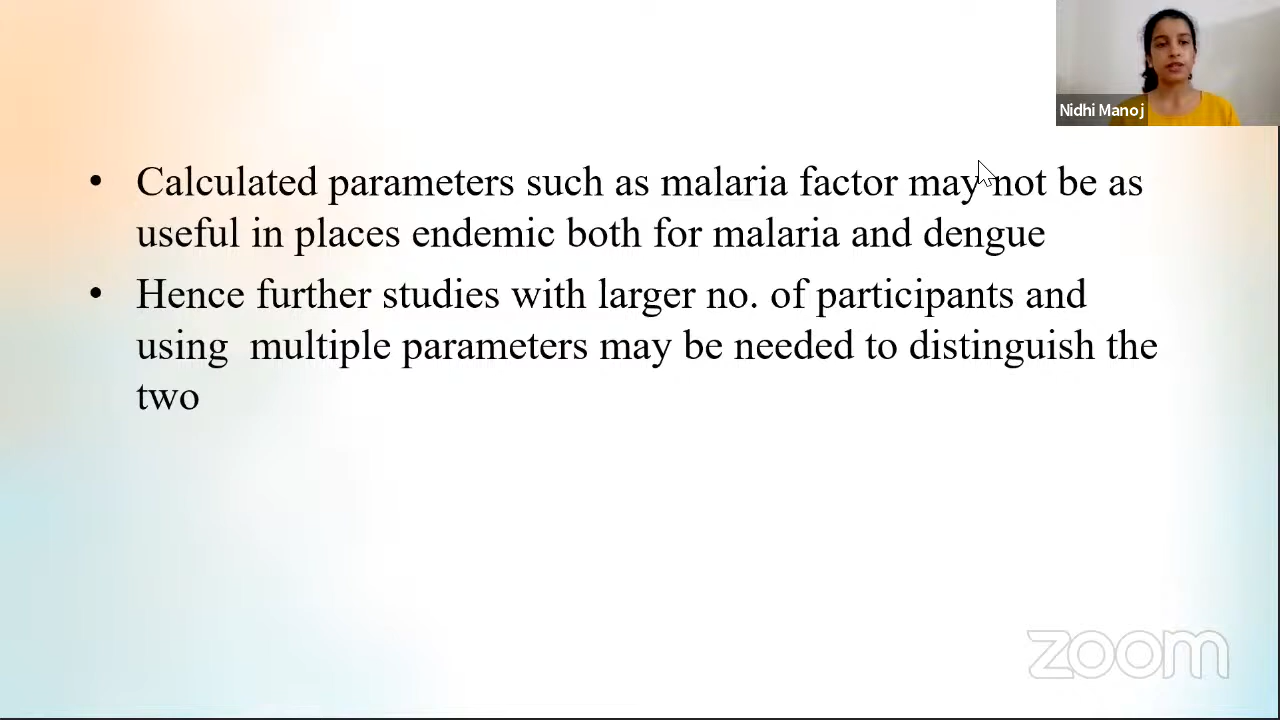 Nidhi Manoj
• Calculated parameters such as malaria factor may not be as
useful in places endemic both for malaria and dengue
• Hence further studies with larger no. of participants and
using  multiple parameters may be needed to distinguish the
two
zoom